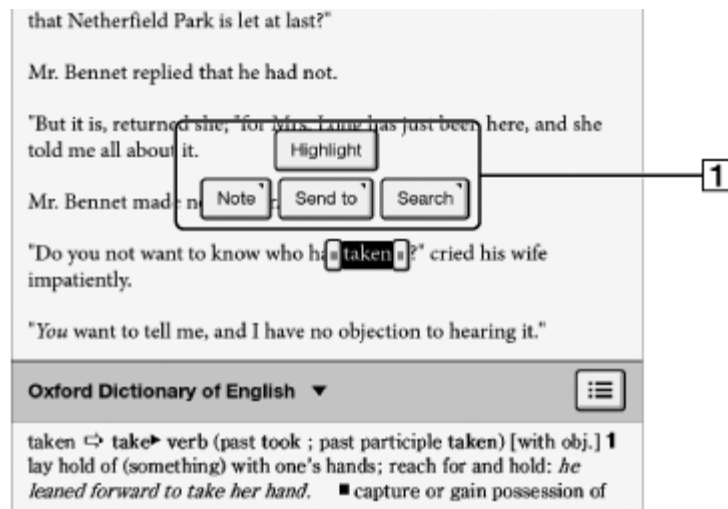 that Netherfield Park is let at last?"
Mr. Bennet replied that he had not.
"But it is, returned she; "for Mrs. Long has just been here, and she
told me all about it.
Highlight
1
Mr. Bennet made
Note Send to Search
"Do you not want to know who taken ?" cried his wife
impatiently.
"You want to tell me, and I have no objection to hearing it."
Oxford Dictionary of English ▼
taken ⇨ take▸ verb (past took ; past participle taken) [with obj.] 1
lay hold of (something) with one's hands; reach for and hold: he
leaned forward to take her hand. ■ capture or gain possession of